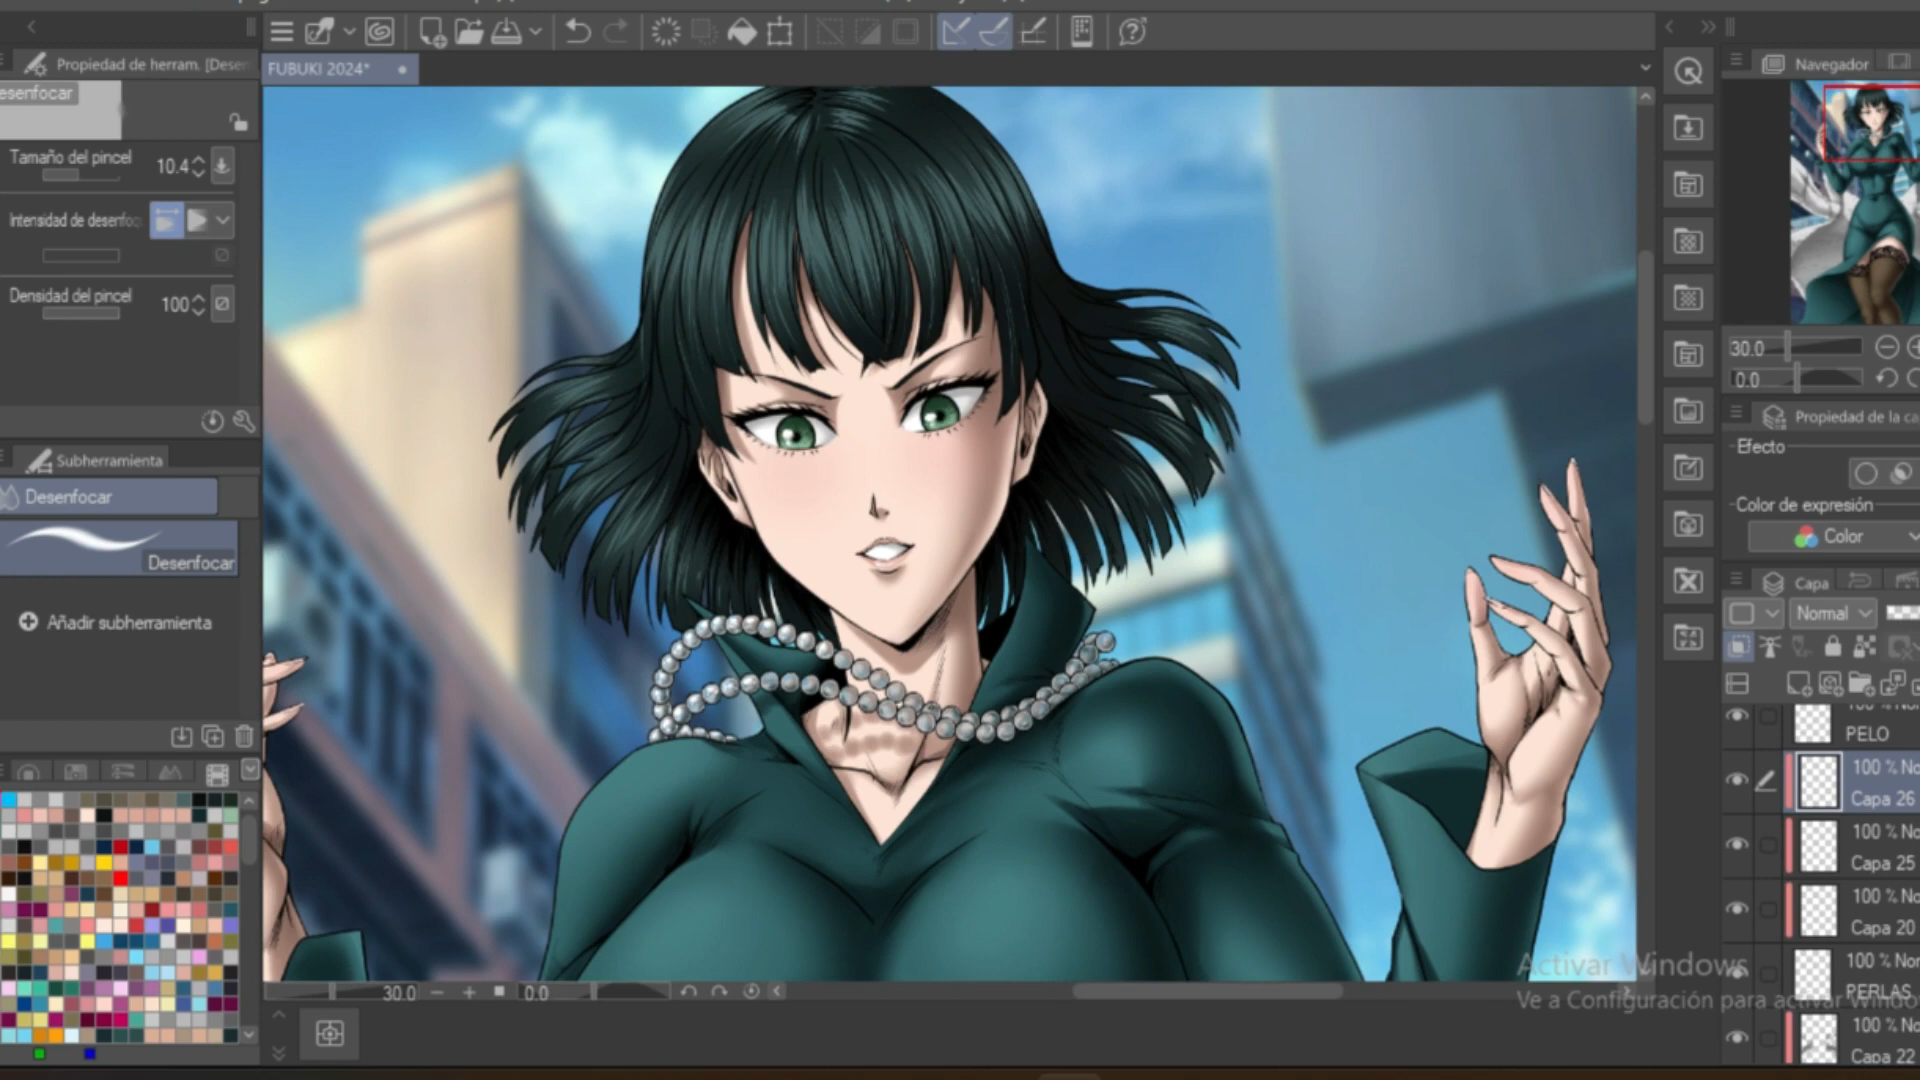 Propiedad de herram. [Desen
FUBUKI 2024*
Navegador
esenfocar
Tamaño del pincel 10.4
Intensidad de desenfoc
Densidad del pincel 100
30.0
0.0
Propiedad de la ca
Efecto
Color de expresión
Color
Subherramienta
Desenfocar
Desenfocar
Añadir subherramienta
Capa
Normal
PELO
100 % No
Capa 26
100 % No
Capa 25
100 % No
Capa 20
100 % Nor
PERLAS
100 % No
Capa 22
30.0
0.0
Activar Windows
Ve a Configuración para activar Window